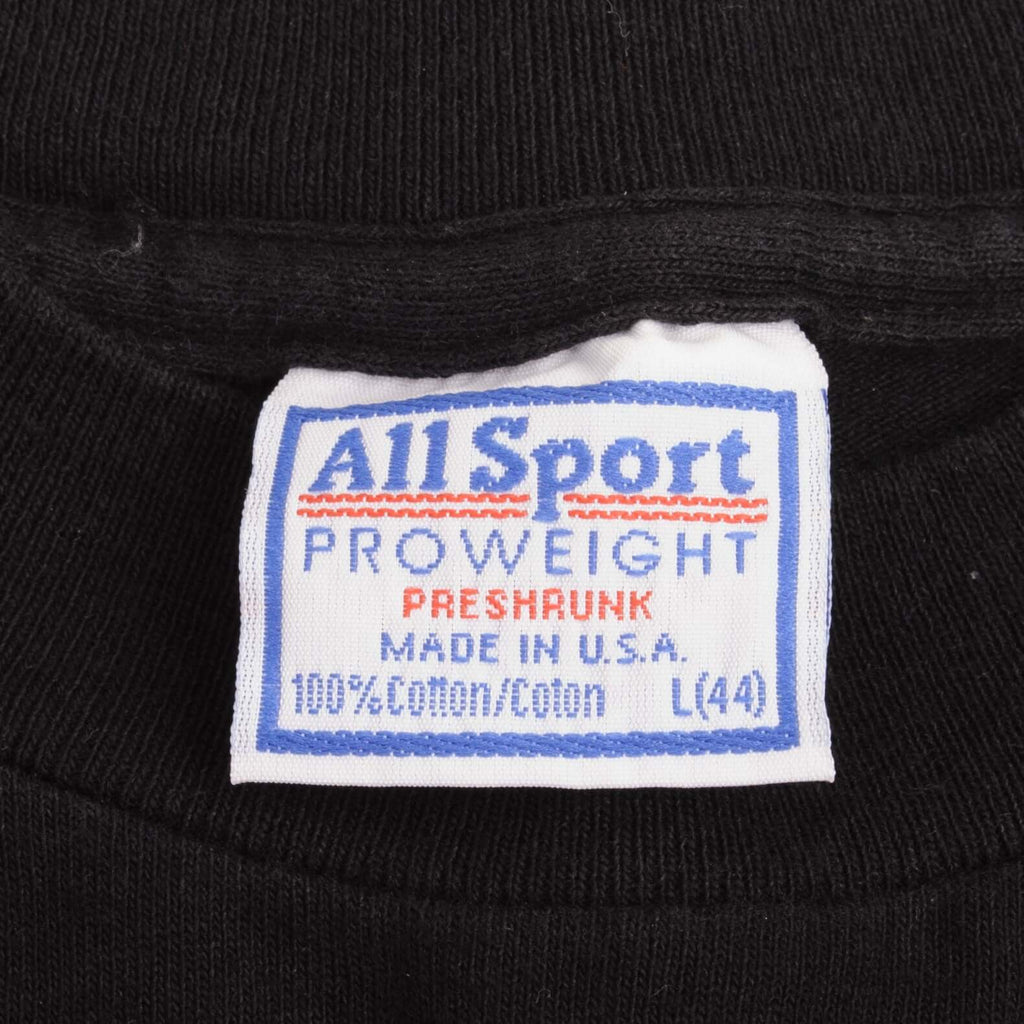 All Sport
PROWEIGHT
PRESHRUNK
MADE IN U.S.A.
100% Cotton/Coton L(44)